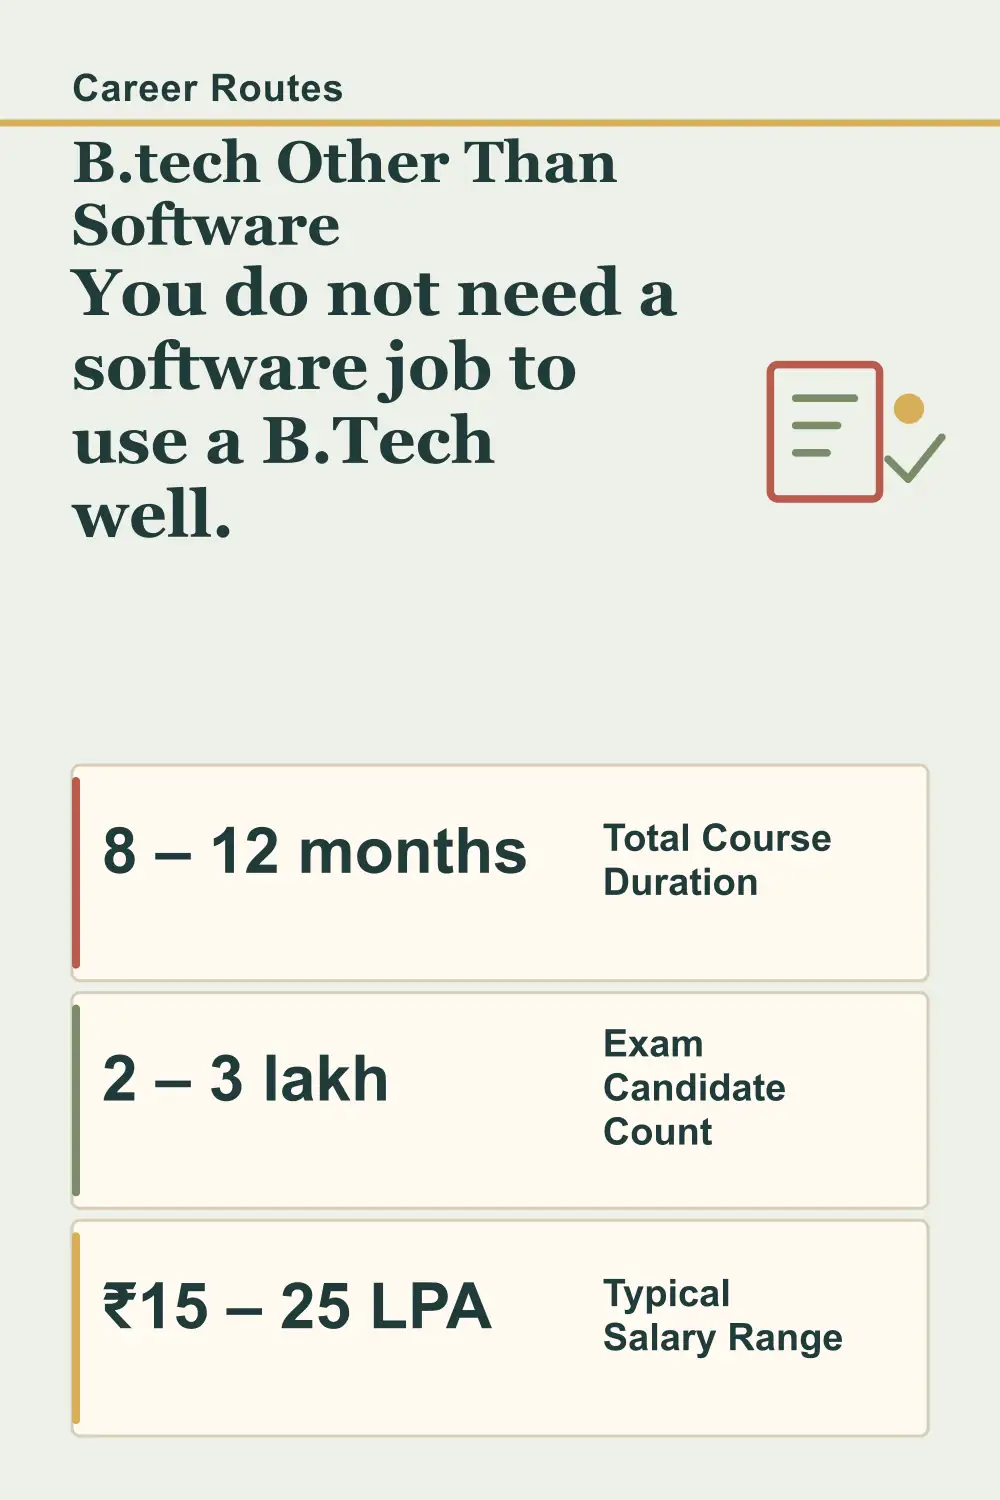 Career Routes
B.tech Other Than
Software
You do not need a
software job to
use a B.Tech
well.
8 – 12 months
Total Course
Duration
2 – 3 lakh
Exam
Candidate
Count
₹15 – 25 LPA
Typical
Salary Range